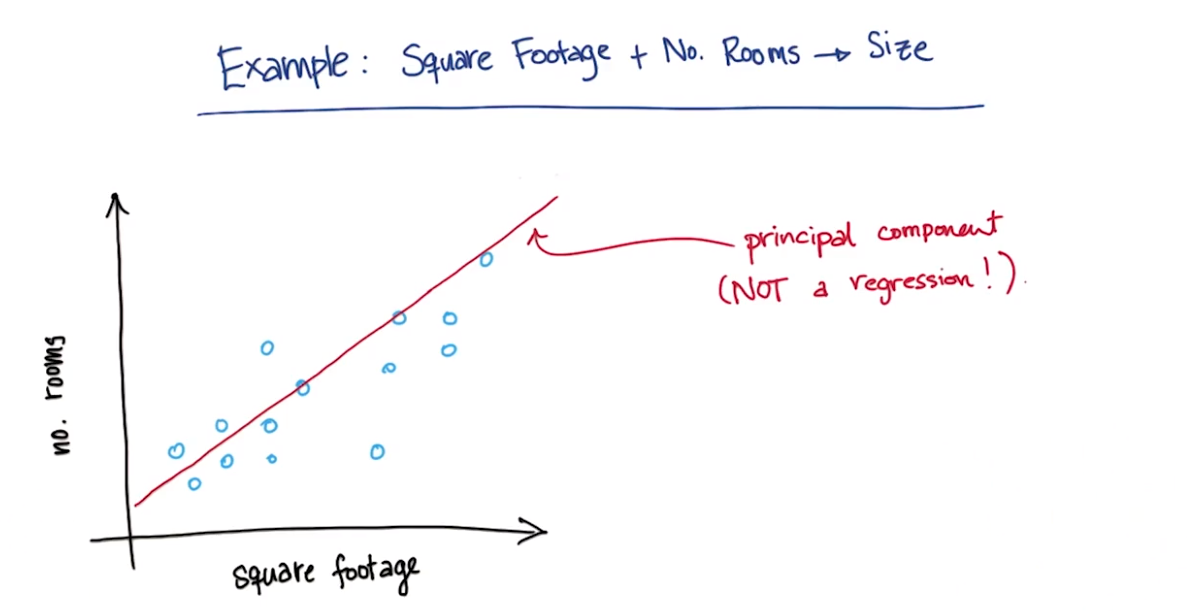 Example: Square Footage + No. Rooms → Size
principal component
(NOT a regression!).
no. rooms
square footage